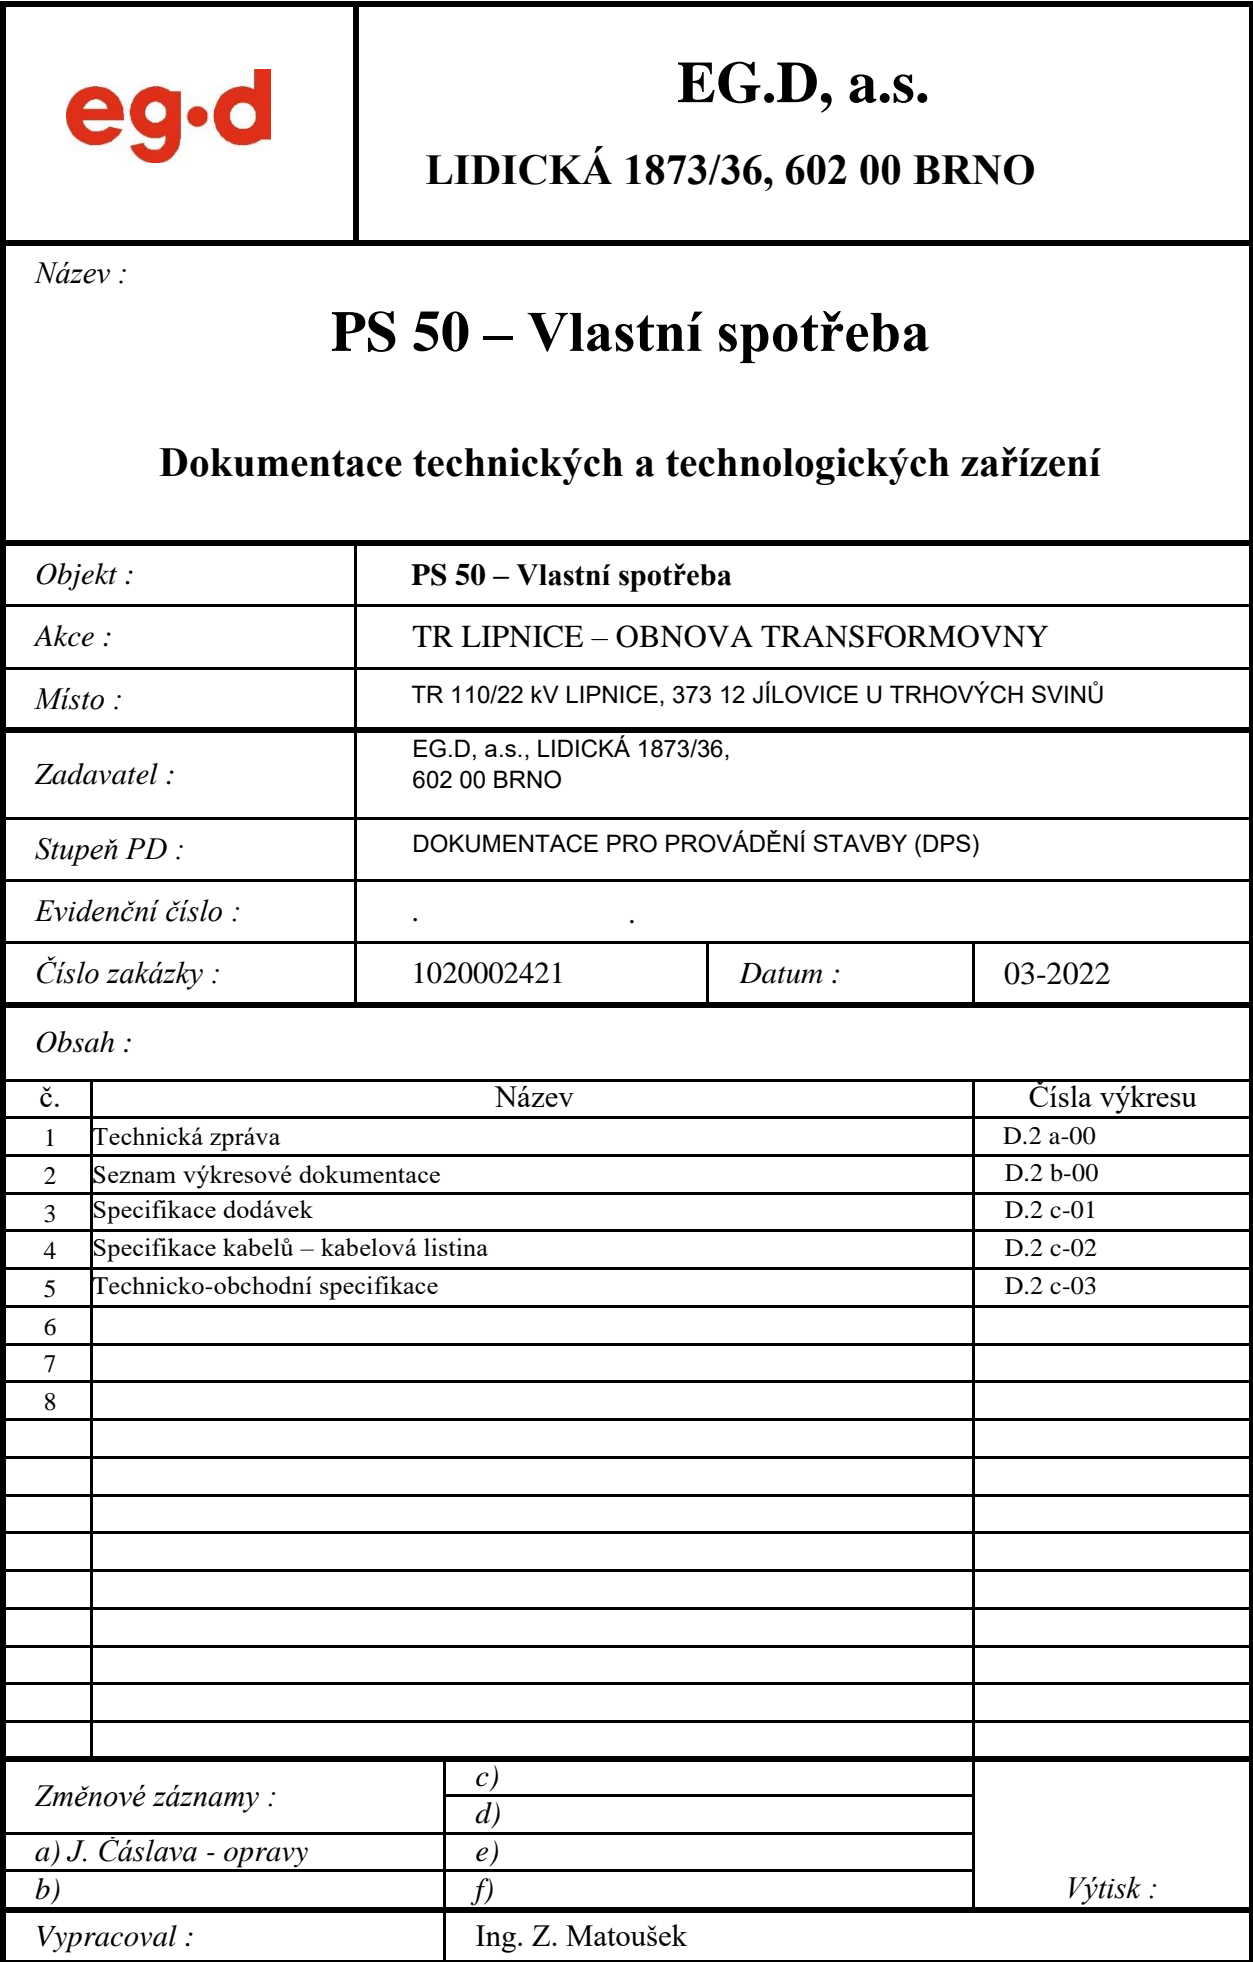 eg·d
EG.D, a.s.
LIDICKÁ 1873/36, 602 00 BRNO
Název :
PS 50 – Vlastní spotřeba
Dokumentace technických a technologických zařízení
Objekt : PS 50 – Vlastní spotřeba
Akce : TR LIPNICE – OBNOVA TRANSFORMOVNY
Místo : TR 110/22 kV LIPNICE, 373 12 JÍLOVICE U TRHOVÝCH SVINŮ
Zadavatel : EG.D, a.s., LIDICKÁ 1873/36,
602 00 BRNO
Stupeň PD : DOKUMENTACE PRO PROVÁDĚNÍ STAVBY (DPS)
Evidenční číslo : . .
Číslo zakázky : 1020002421 Datum : 03-2022
Obsah :
č. Název Čísla výkresu
1 Technická zpráva D.2 a-00
2 Seznam výkresové dokumentace D.2 b-00
3 Specifikace dodávek D.2 c-01
4 Specifikace kabelů – kabelová listina D.2 c-02
5 Technicko-obchodní specifikace D.2 c-03
6
7
8
Změnové záznamy : c)
d)
a) J. Čáslava - opravy e)
b) f) Výtisk :
Vypracoval : Ing. Z. Matoušek